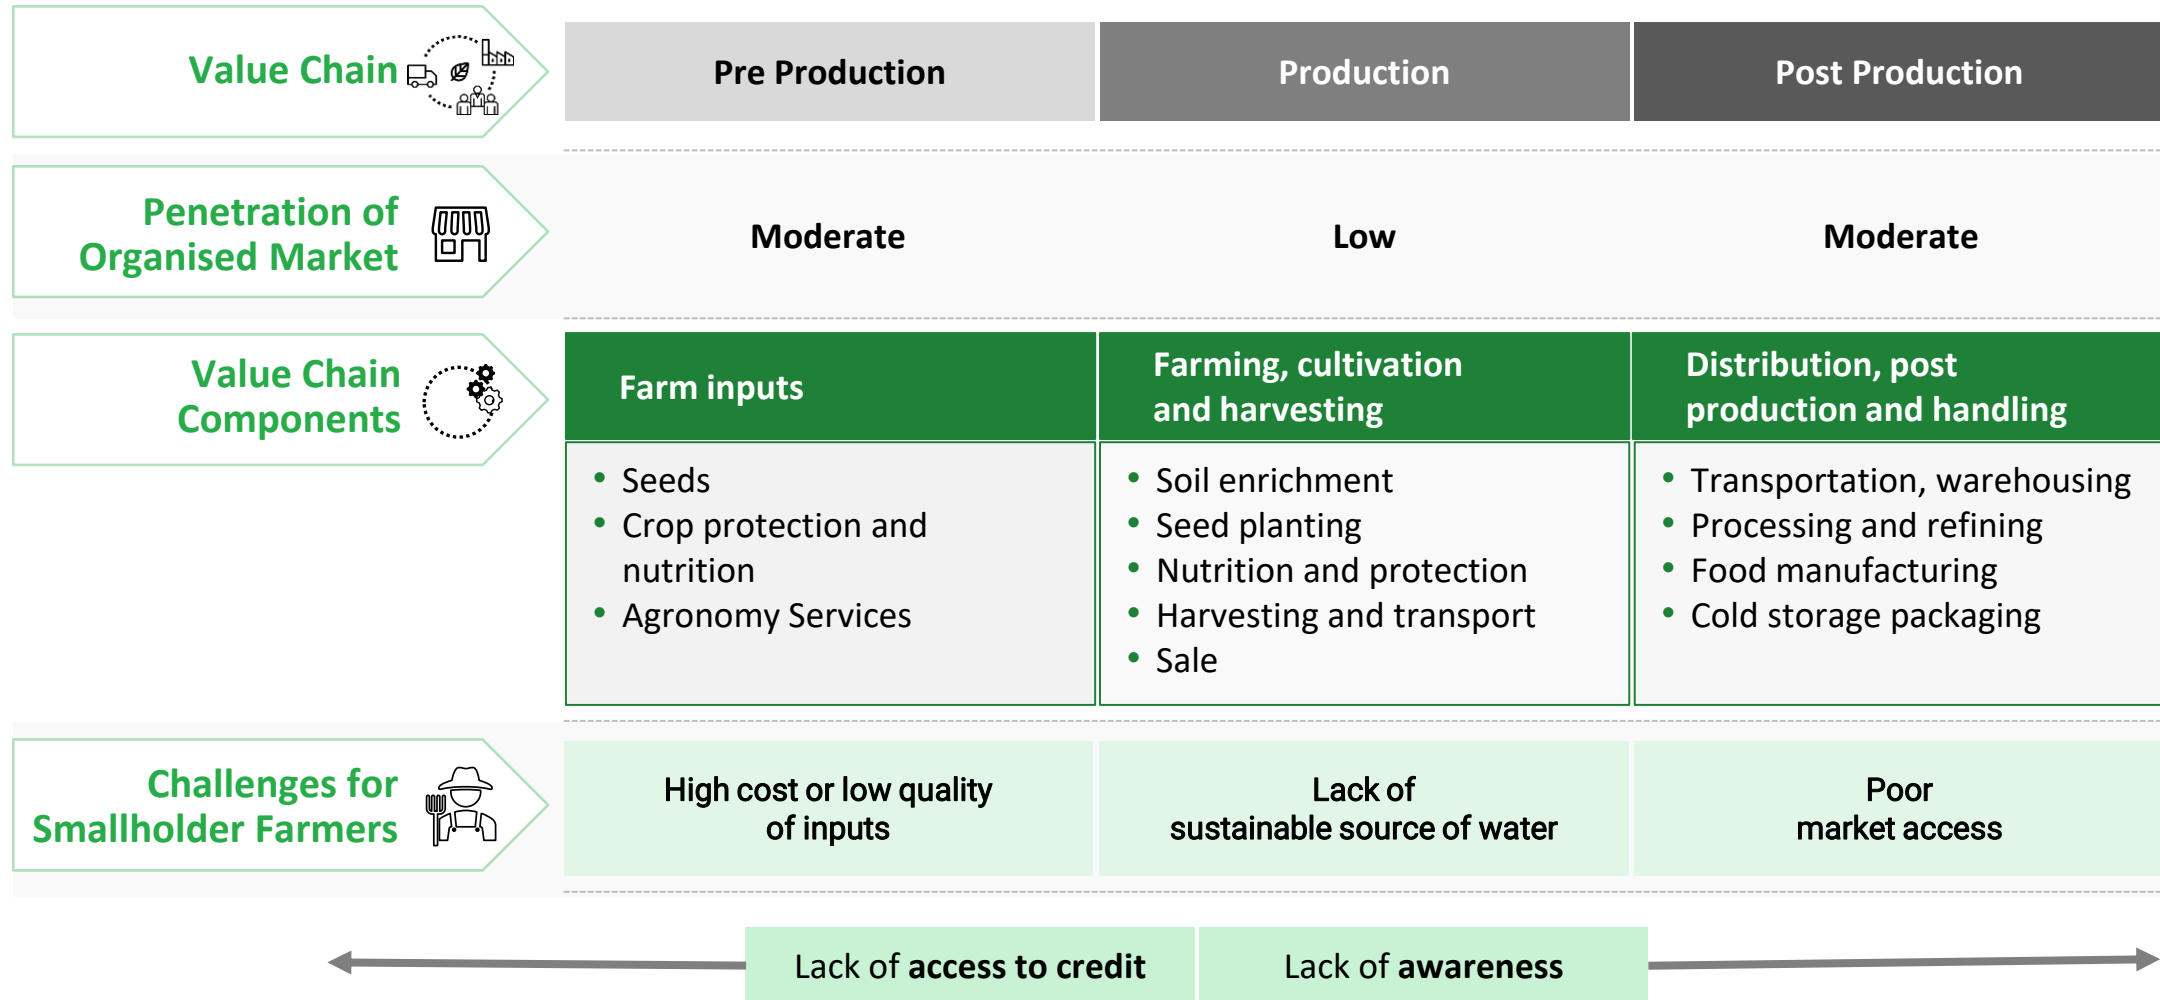 Value Chain
Pre Production
Production
Post Production
Penetration of
Organised Market
Moderate
Low
Moderate
Value Chain
Components
Farm inputs
Farming, cultivation
and harvesting
Distribution, post
production and handling
• Seeds
• Crop protection and
nutrition
• Agronomy Services
• Soil enrichment
• Seed planting
• Nutrition and protection
• Harvesting and transport
• Sale
• Transportation, warehousing
• Processing and refining
• Food manufacturing
• Cold storage packaging
Challenges for
Smallholder Farmers
High cost or low quality
of inputs
Lack of
sustainable source of water
Poor
market access
Lack of access to credit
Lack of awareness